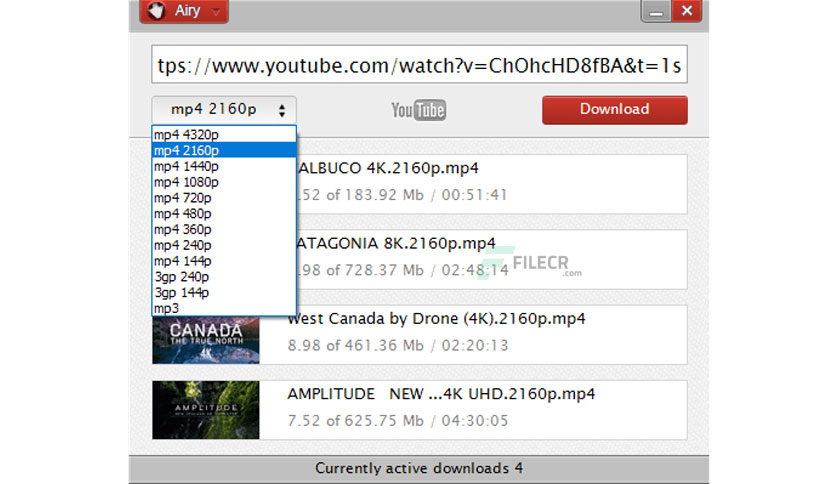 Airy
tps://www.youtube.com/watch?v=ChOhcHD8fBA&t=1s
mp4 2160p
YouTube
Download
mp4 4320p
mp4 2160p
mp4 1440p
mp4 1080p
mp4 720p
mp4 480p
mp4 360p
mp4 240p
mp4 144p
3gp 240p
3gp 144p
mp3
ALBUCO 4K.2160p.mp4
.52 of 183.92 Mb / 00:51:41
ATAGONIA 8K.2160p.mp4
.98 of 728.37 Mb / 02:48:14
FILECR
.com
CANADA
THE TRUE NORTH
4K
West Canada by Drone (4K).2160p.mp4
8.98 of 461.36 Mb / 02:20:13
AMPLITUDE
AMPLITUDE NEW ...4K UHD.2160p.mp4
7.52 of 625.75 Mb / 04:30:05
Currently active downloads 4